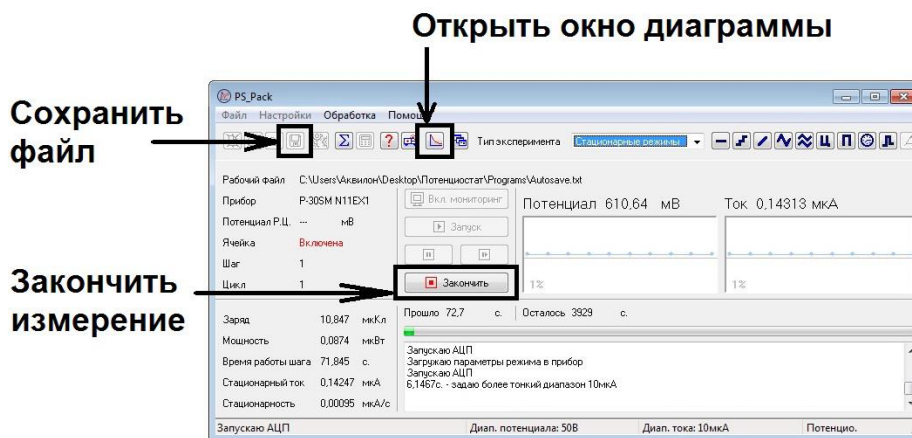 Открыть окно диаграммы
Сохранить
файл
Закончить
измерение
PS_Pack
Файл Настройки Обработка Помощь
Тип эксперимента Стационарные режимы
Рабочий файл C:\Users\Аквилон\Desktop\Потенциостат\Programs\Autosave.txt
Прибор P-30SM N11EX1
Потенциал Р.Ц. --- мВ
Ячейка Включена
Шаг 1
Цикл 1
Вкл. мониторинг
Запуск
Закончить
Потенциал 610,64 мВ
1%
Ток 0,14313 мкА
1%
Прошло 72,7 с. Осталось 3929 с.
Заряд 10,847 мкКл
Мощность 0,0874 мкВт
Время работы шага 71,845 с.
Стационарный ток 0,14247 мкА
Стационарность 0,00095 мкА/с
Запускаю АЦП
Загружаю параметры режима в прибор
Запускаю АЦП
6,1467с. - задаю более тонкий диапазон 10мкА
Запускаю АЦП Диап. потенциала: 50В Диап. тока: 10мкА Потенцио.